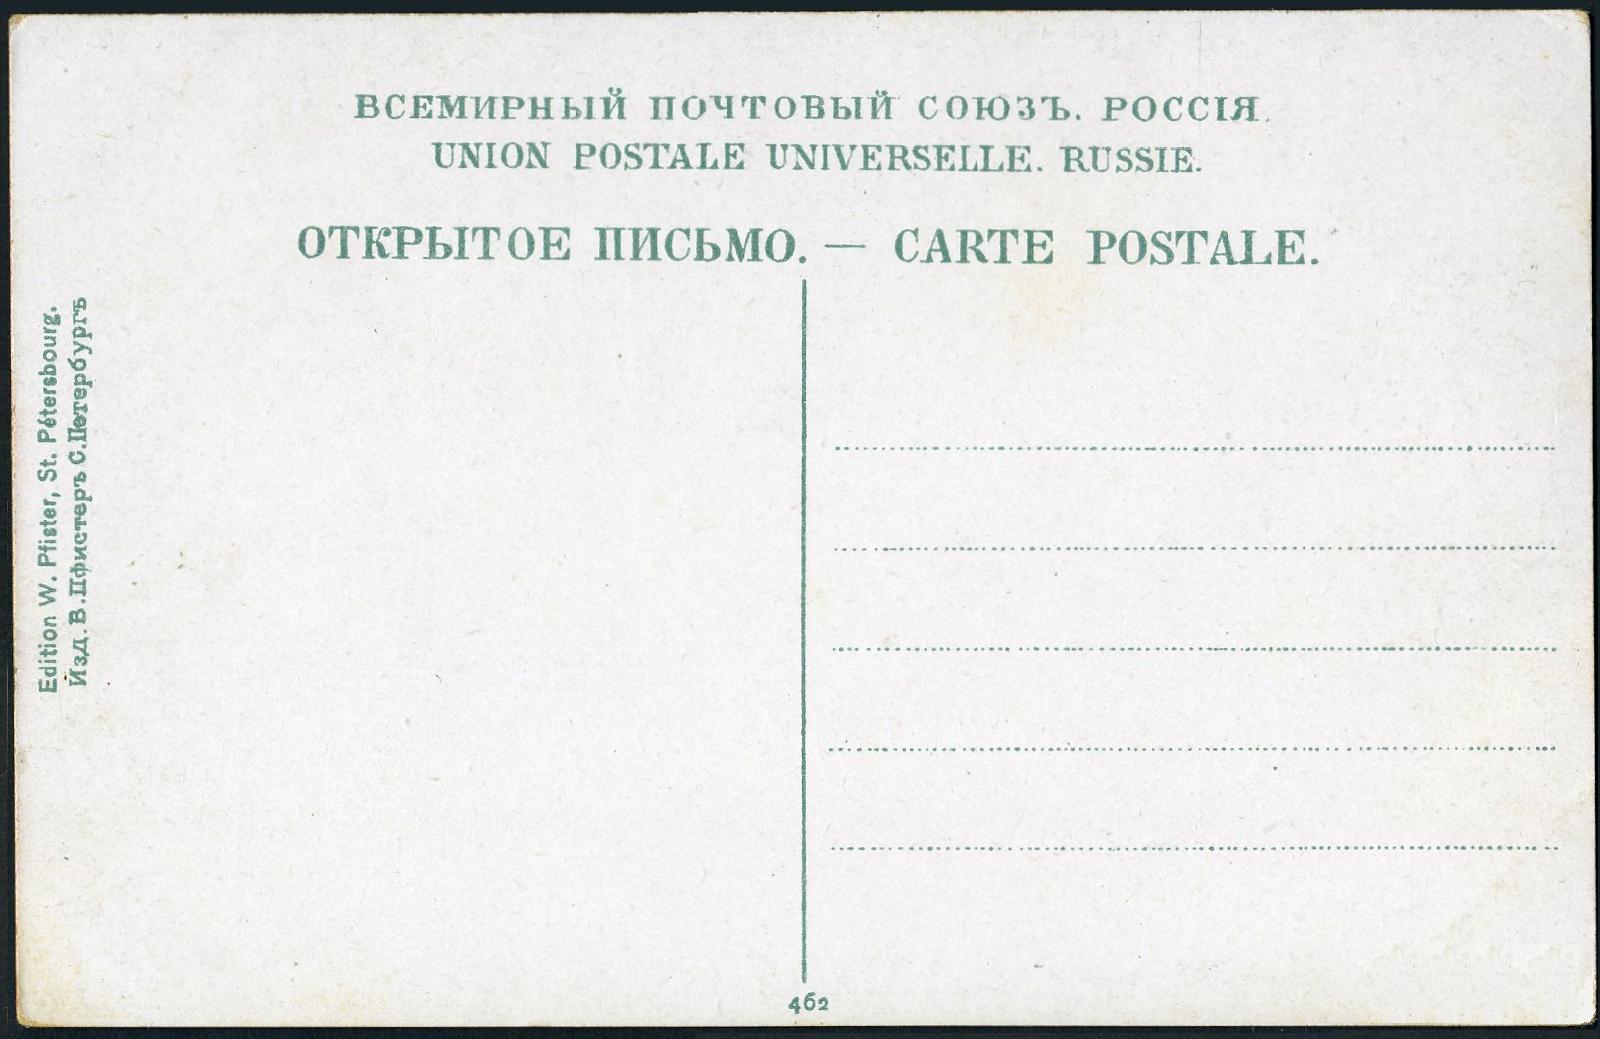 ВСЕМИРНЫЙ ПОЧТОВЫЙ СОЮЗЪ. РОССІЯ.
UNION POSTALE UNIVERSELLE. RUSSIE.
ОТКРЫТОЕ ПИСЬМО. — CARTE POSTALE.
Edition W. Pfister, St. Pétersbourg.
Изд. В. Пфистеръ С.Петербургъ
462